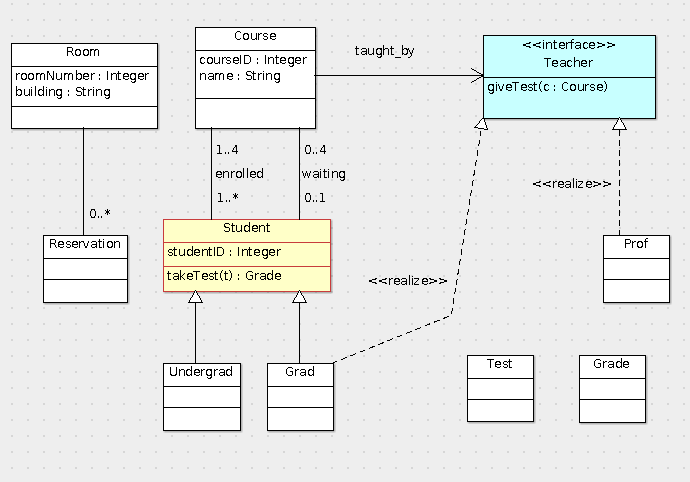 Room
roomNumber : Integer
building : String
Course
courseID : Integer
name : String
taught_by
<<interface>>
Teacher
giveTest(c : Course)
1..4
enrolled
1..*
0..4
waiting
0..1
<<realize>>
0..*
Reservation
Student
studentID : Integer
takeTest(t) : Grade
<<realize>>
Prof
Undergrad
Grad
Test
Grade